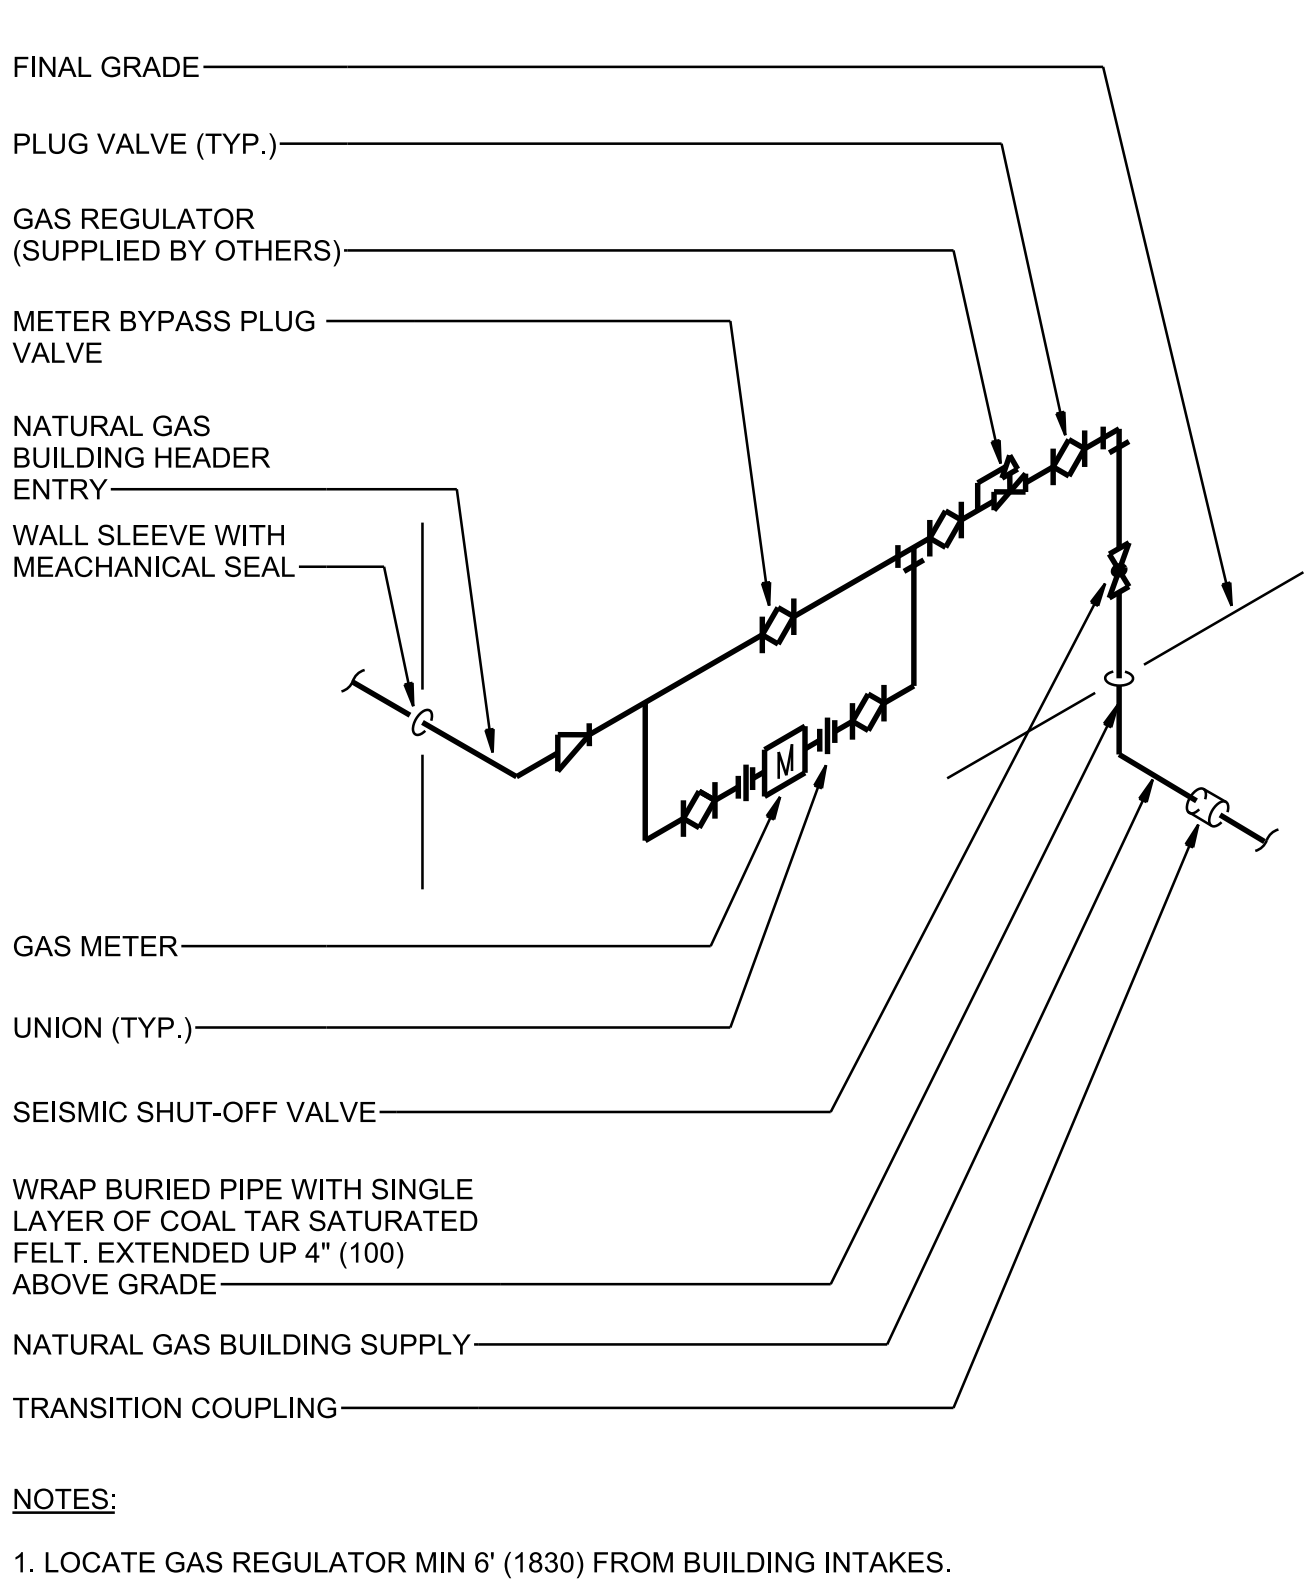 FINAL GRADE
PLUG VALVE (TYP.)
GAS REGULATOR
(SUPPLIED BY OTHERS)
METER BYPASS PLUG
VALVE
NATURAL GAS
BUILDING HEADER
ENTRY
WALL SLEEVE WITH
MEACHANICAL SEAL
M
GAS METER
UNION (TYP.)
SEISMIC SHUT-OFF VALVE
WRAP BURIED PIPE WITH SINGLE
LAYER OF COAL TAR SATURATED
FELT. EXTENDED UP 4" (100)
ABOVE GRADE
NATURAL GAS BUILDING SUPPLY
TRANSITION COUPLING
NOTES:
1. LOCATE GAS REGULATOR MIN 6' (1830) FROM BUILDING INTAKES.